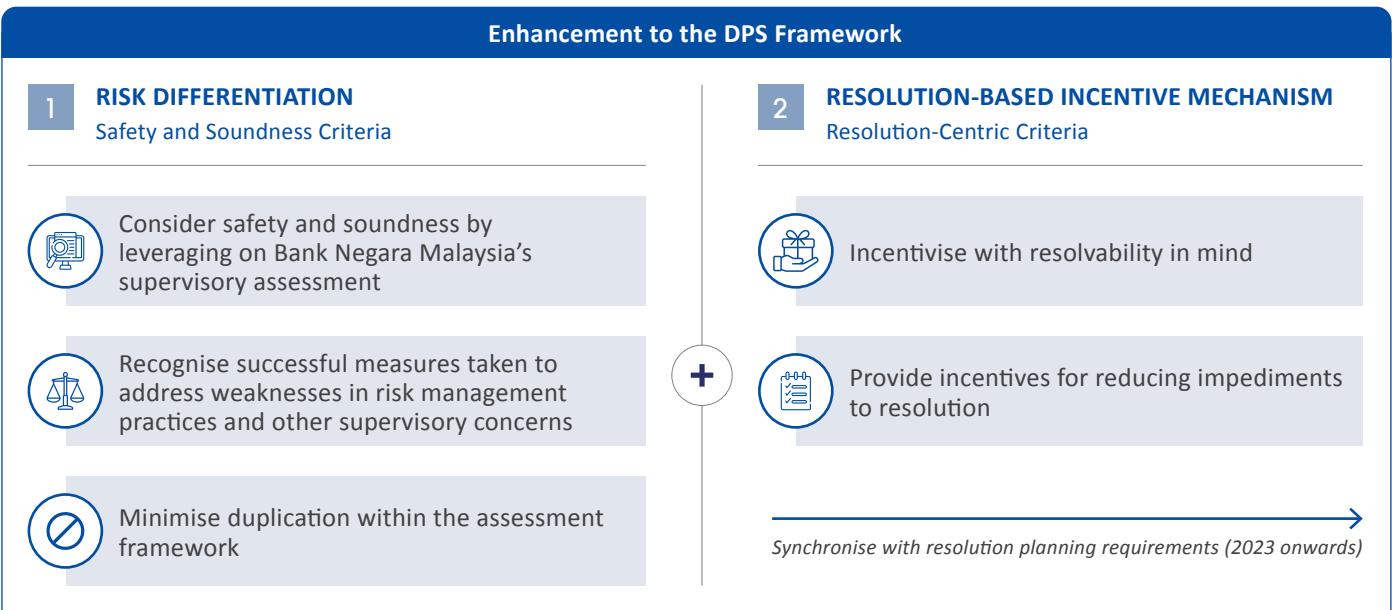 Enhancement to the DPS Framework
1
RISK DIFFERENTIATION
Safety and Soundness Criteria
Consider safety and soundness by
leveraging on Bank Negara Malaysia's
supervisory assessment
Recognise successful measures taken to
address weaknesses in risk management
practices and other supervisory concerns
Minimise duplication within the assessment
framework
+
2
RESOLUTION-BASED INCENTIVE MECHANISM
Resolution-Centric Criteria
Incentivise with resolvability in mind
Provide incentives for reducing impediments
to resolution
Synchronise with resolution planning requirements (2023 onwards)